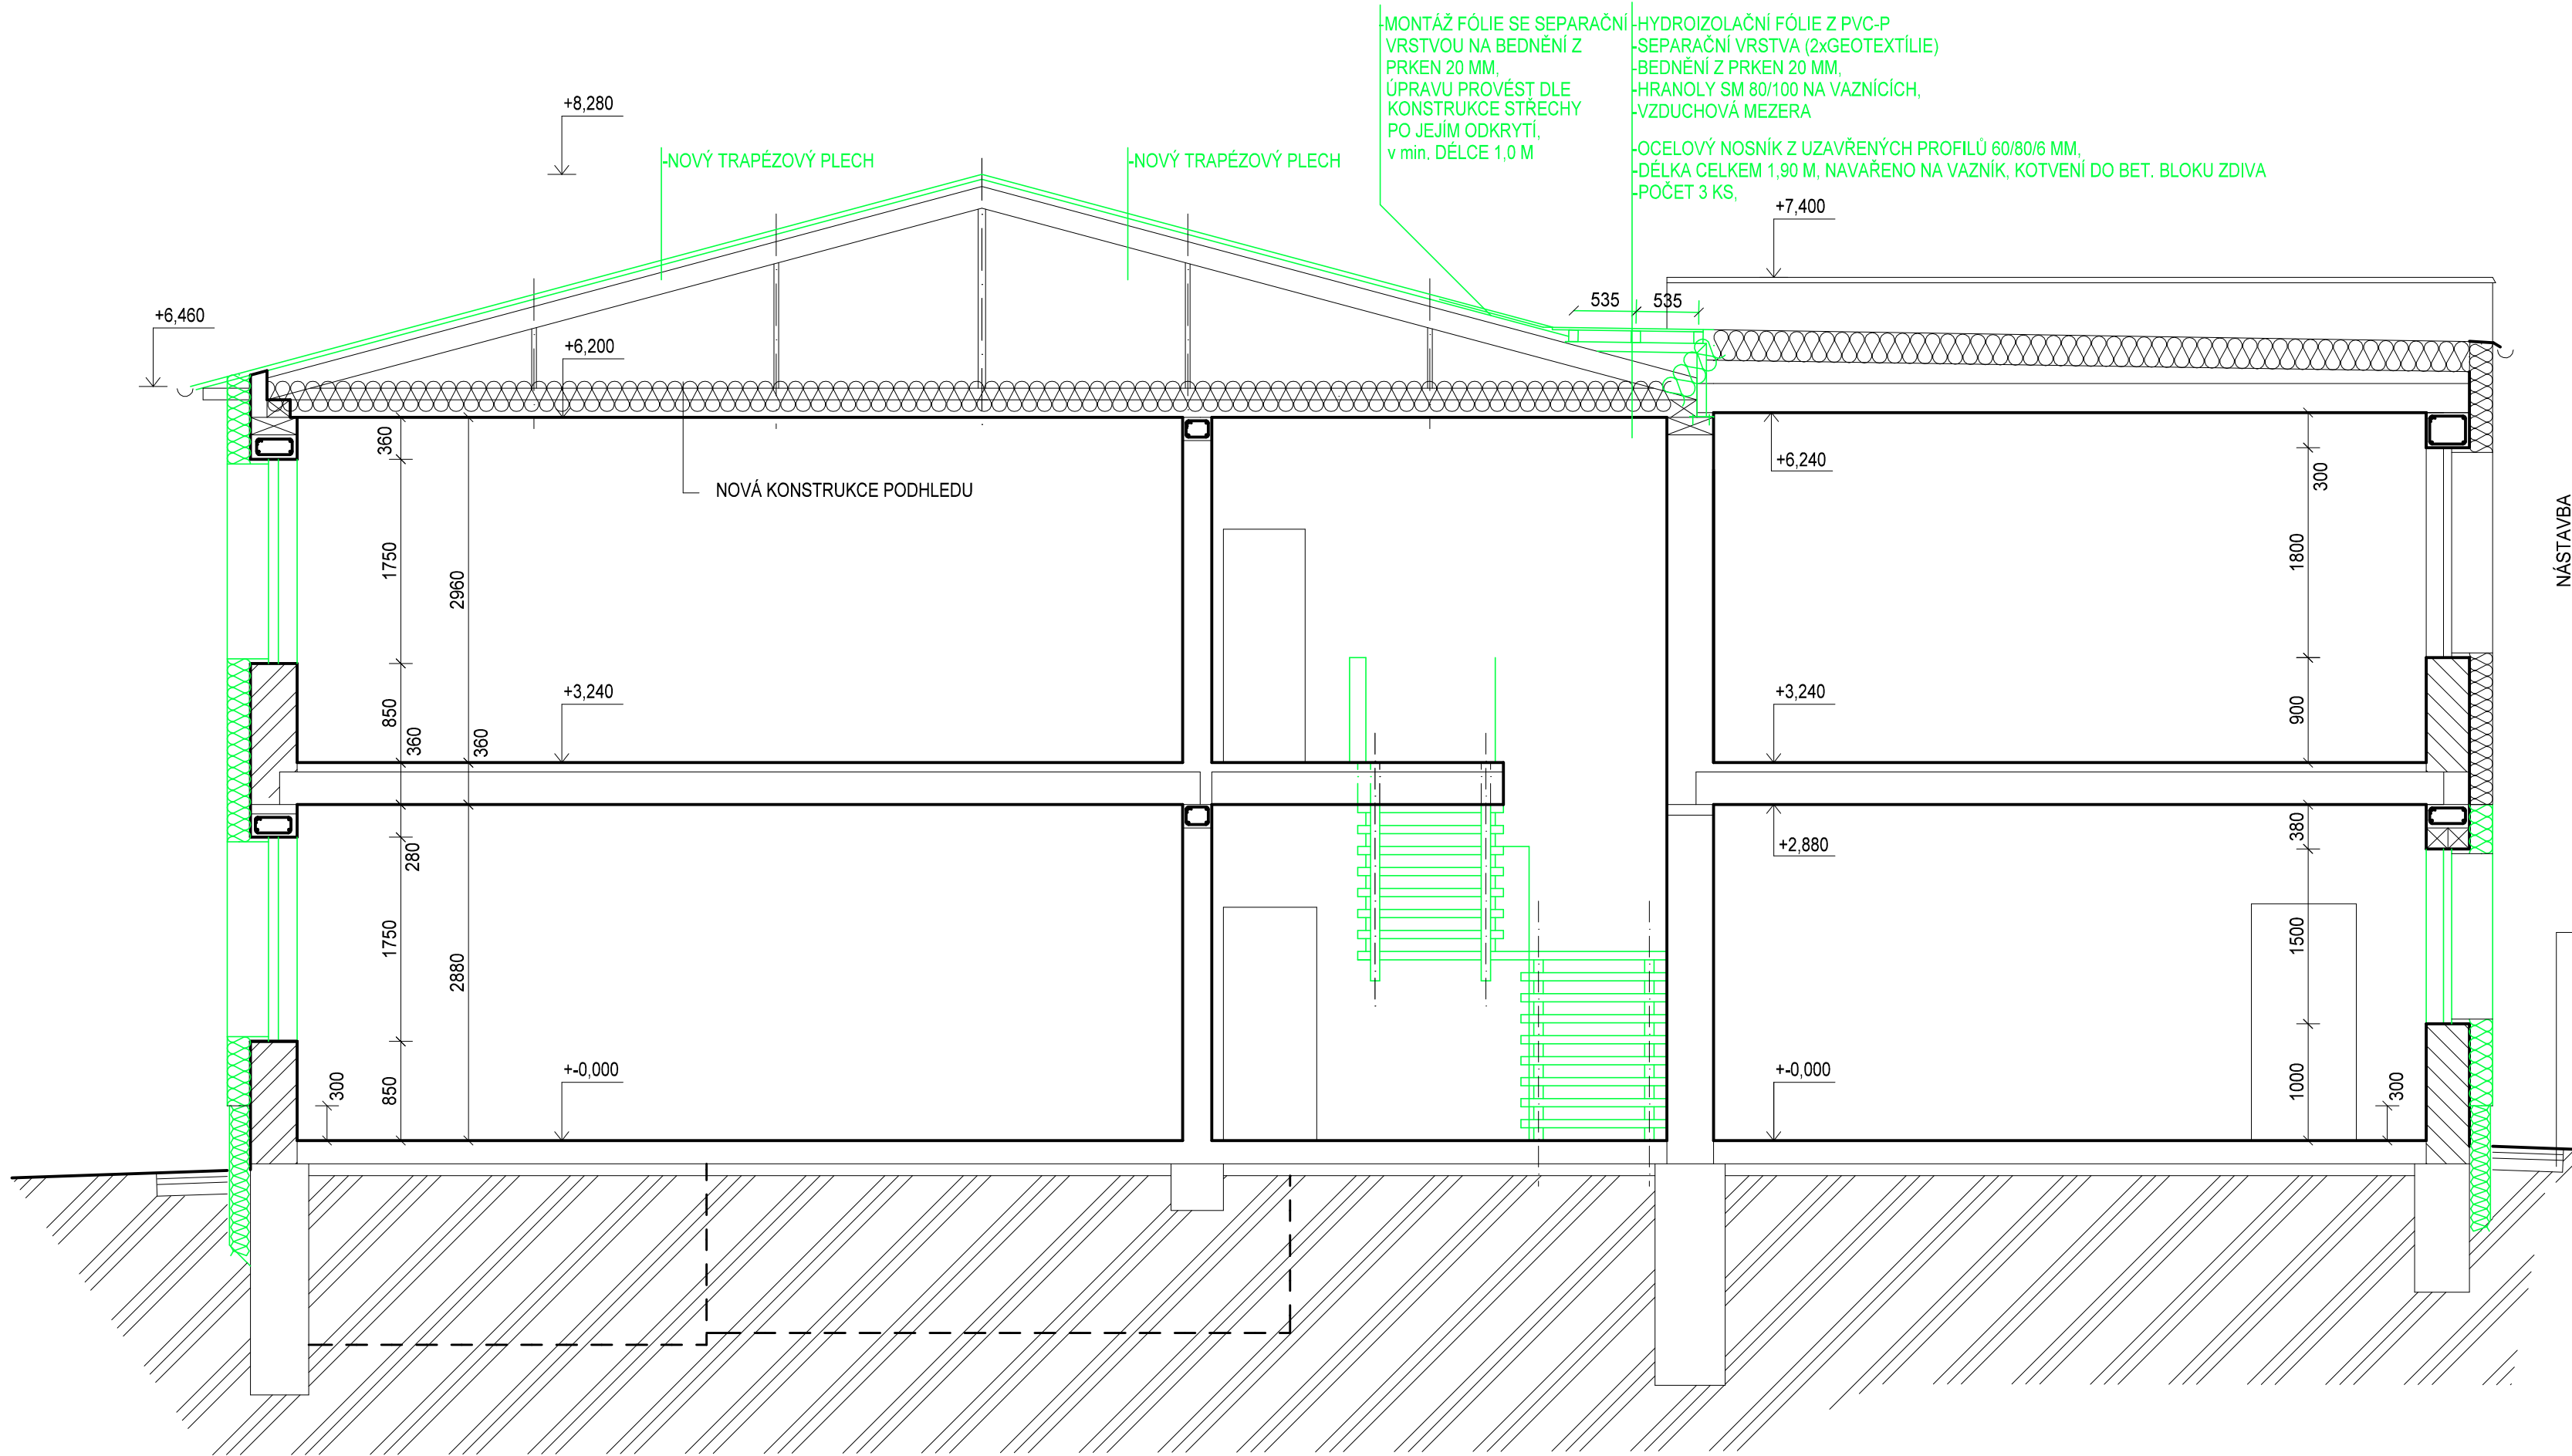 -MONTÁŽ FÓLIE SE SEPARAČNÍ
VRSTVOU NA BEDNĚNÍ Z
PRKEN 20 MM,
ÚPRAVU PROVÉST DLE
KONSTRUKCE STŘECHY
PO JEJÍM ODKRYTÍ,
v min. DÉLCE 1,0 M
-HYDROIZOLAČNÍ FÓLIE Z PVC-P
-SEPARAČNÍ VRSTVA (2xGEOTEXTÍLIE)
-BEDNĚNÍ Z PRKEN 20 MM,
-HRANOLY SM 80/100 NA VAZNÍCÍCH,
-VZDUCHOVÁ MEZERA
-OCELOVÝ NOSNÍK Z UZAVŘENÝCH PROFILŮ 60/80/6 MM,
-DÉLKA CELKEM 1,90 M, NAVAŘENO NA VAZNÍK, KOTVENÍ DO BET. BLOKU ZDIVA
-POČET 3 KS,
+8,280
-NOVÝ TRAPÉZOVÝ PLECH
-NOVÝ TRAPÉZOVÝ PLECH
+7,400
535
535
+6,460
+6,200
360
+6,240
300
NOVÁ KONSTRUKCE PODHLEDU
NÁSTAVBA
1750
2960
1800
+3,240
+3,240
850
360
360
900
280
+2,880
380
1750
2880
1500
+-0,000
+-0,000
300
850
1000
300